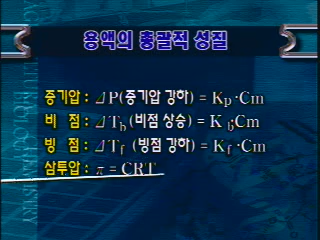 용액의 총괄적 성질
증기압 : ⊿P(증기압 강하) = Kp·Cm
비 점 : ⊿Tb (비점 상승) = K b·Cm
빙 점 : ⊿Tf (빙점 강하) = Kf ·Cm
삼투압 : π = CRT